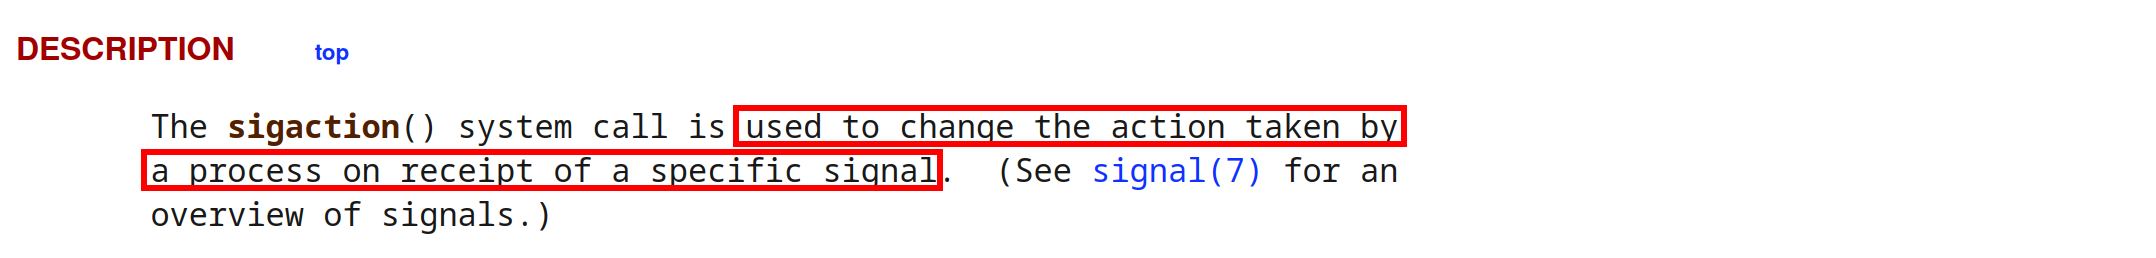 DESCRIPTION top
The sigaction() system call is used to change the action taken by
a process on receipt of a specific signal. (See signal(7) for an
overview of signals.)